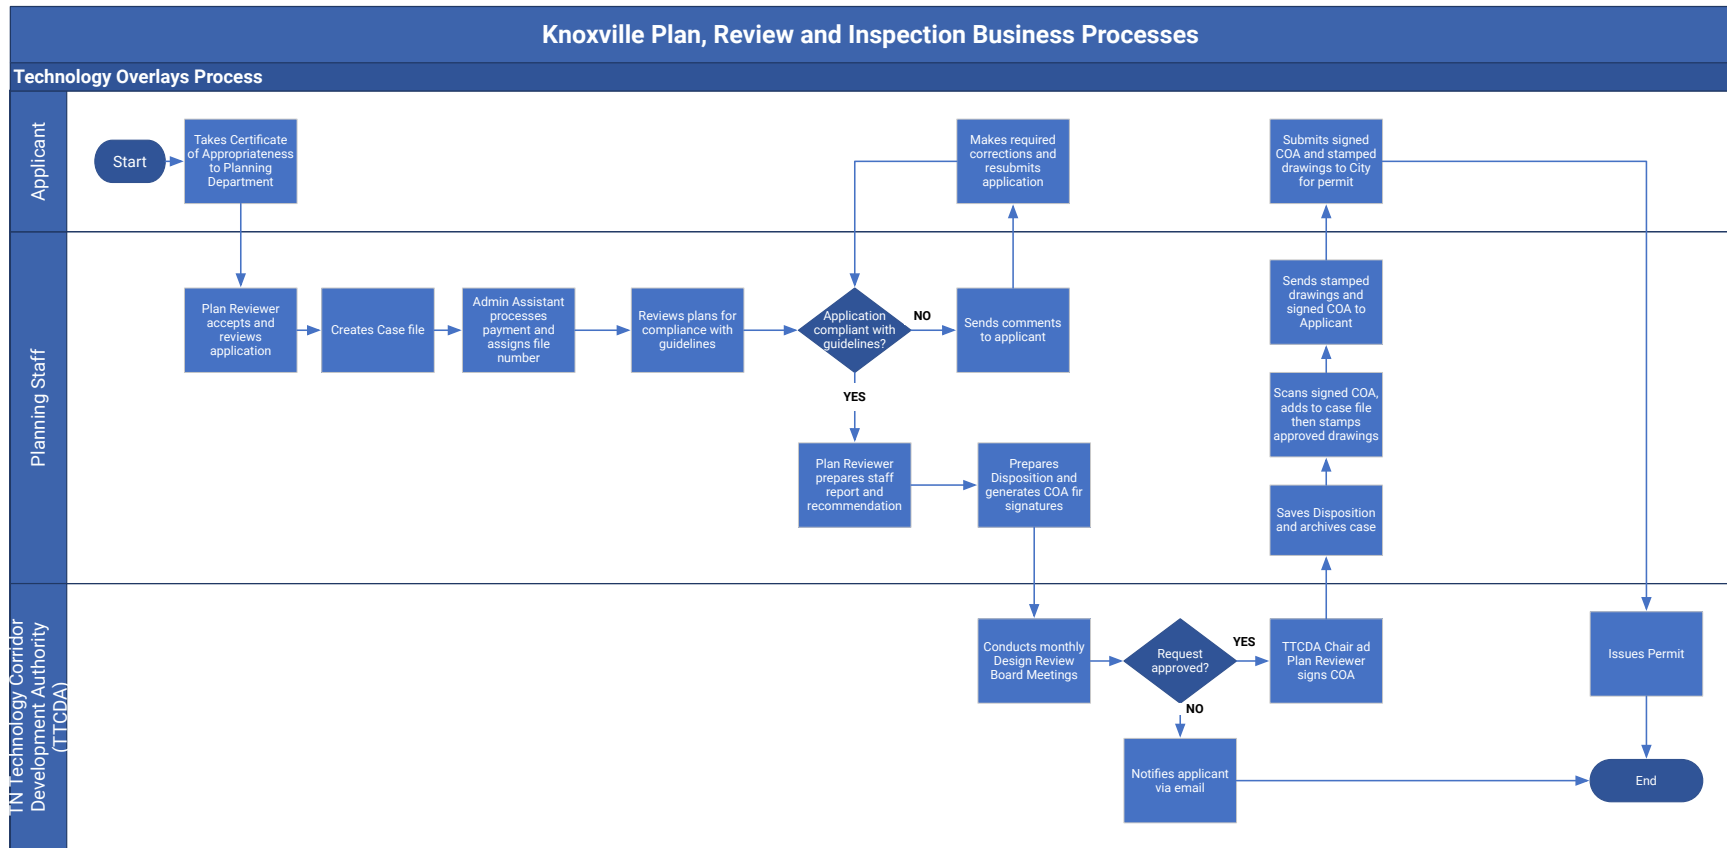 Knoxville Plan, Review and Inspection Business Processes
Technology Overlays Process
Applicant
Start
Takes Certificate
of Appropriateness
to Planning
Department
Makes required
corrections and
resubmits
application
Submits signed
COA and stamped
drawings to City
for permit
Planning Staff
Plan Reviewer
accepts and
reviews
application
Creates Case file
Admin Assistant
processes
payment and
assigns file
number
Reviews plans for
compliance with
guidelines
Application
compliant with
guidelines?
NO
Sends comments
to applicant
YES
Plan Reviewer
prepares staff
report and
recommendation
Prepares
Disposition and
generates COA fir
signatures
Sends stamped
drawings and
signed COA to
Applicant
Scans signed COA,
adds to case file
then stamps
approved drawings
Saves Disposition
and archives case
TN Technology Corridor
Development Authority
(TTCDA)
Conducts monthly
Design Review
Board Meetings
Request
approved?
YES
TTCDA Chair ad
Plan Reviewer
signs COA
NO
Notifies applicant
via email
Issues Permit
End